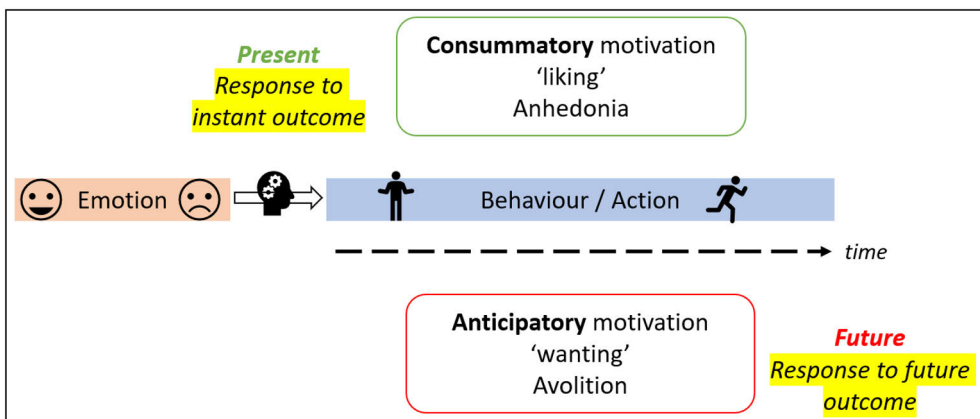 Present
Response to
instant outcome
Consummatory motivation
'liking'
Anhedonia
Emotion
Behaviour / Action
time
Anticipatory motivation
'wanting'
Avolition
Future
Response to future
outcome